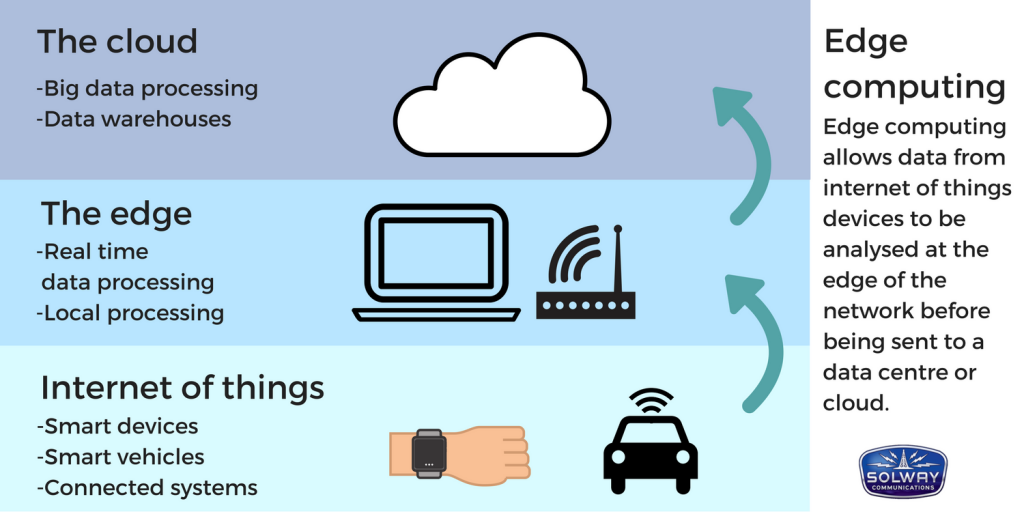 The cloud
-Big data processing
-Data warehouses
The edge
-Real time
data processing
-Local processing
Internet of things
-Smart devices
-Smart vehicles
-Connected systems
Edge
computing
Edge computing
allows data from
internet of things
devices to be
analysed at the
edge of the
network before
being sent to a
data centre or
cloud.
SOLWAY
COMMUNICATIONS